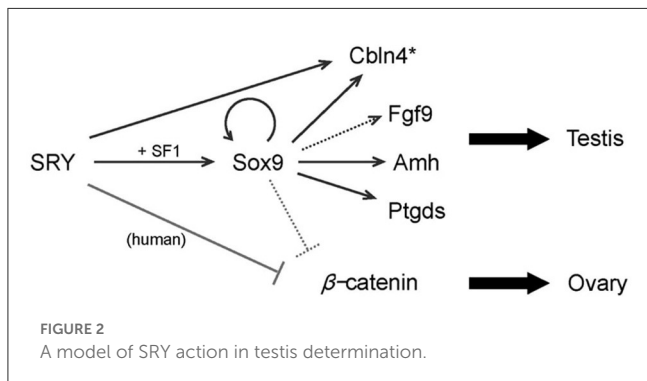 Cbln4*
Fgf9
Testis
+ SF1
SRY
Sox9
Amh
Ptgds
(human)
β-catenin
Ovary
FIGURE 2
A model of SRY action in testis determination.